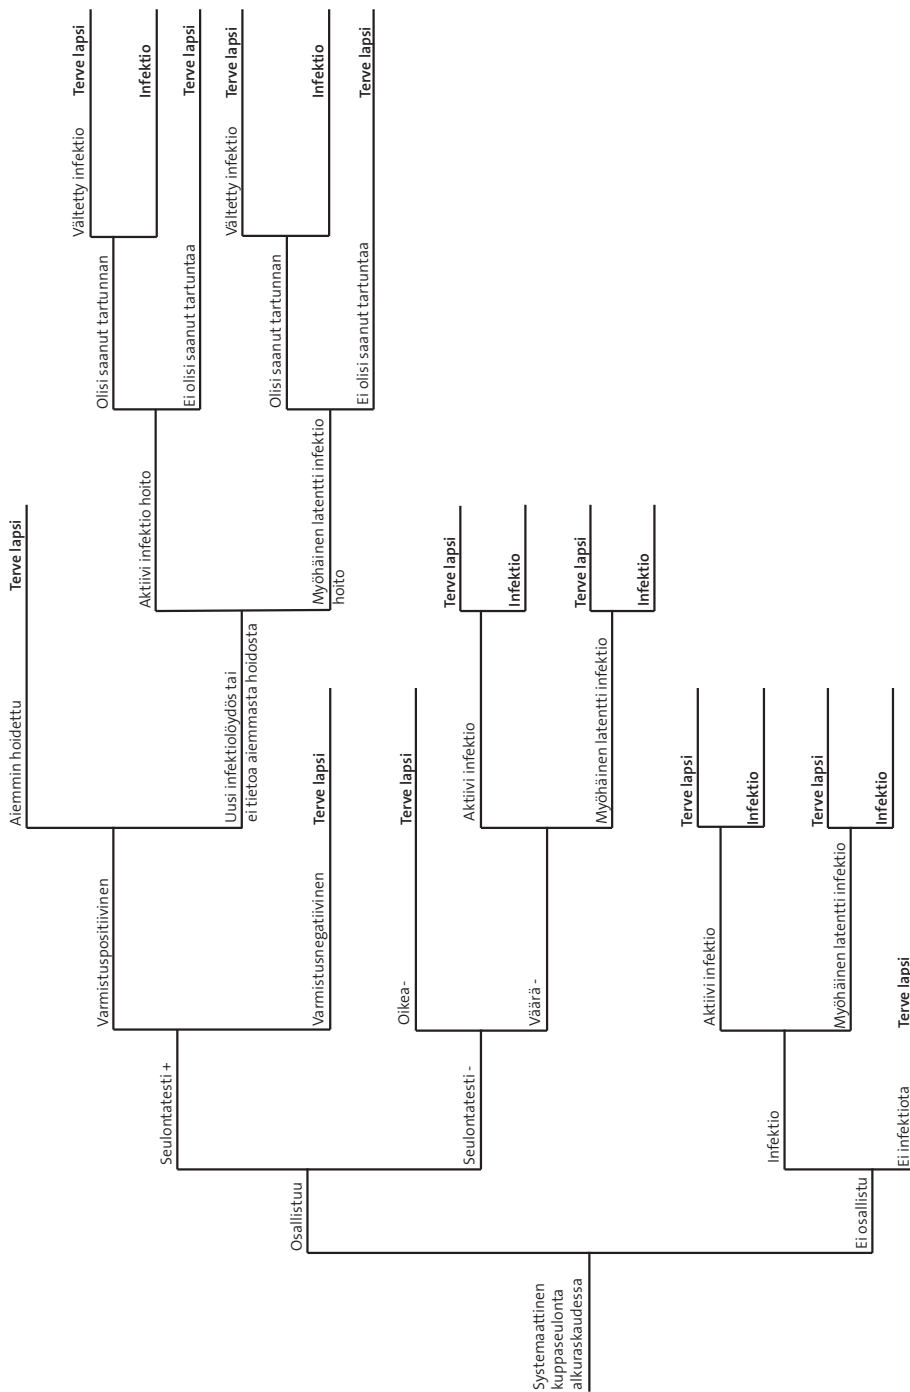 Systemaattinen
kuppaseulonta
alkuraskaudessa
Osallistuu
Seulontatesti +
Varmistuspositiivinen
Aiemmin hoidettu
Terve lapsi
Uusi infektiolöydös tai
ei tietoa aiemmasta hoidosta
Aktiivi infektio hoito
Olisi saanut tartunnan
Vältetty infektio
Terve lapsi
Infektio
Ei olisi saanut tartuntaa
Terve lapsi
Myöhäinen latentti infektio
hoito
Olisi saanut tartunnan
Vältetty infektio
Terve lapsi
Infektio
Ei olisi saanut tartuntaa
Terve lapsi
Varmistusnegatiivinen
Terve lapsi
Seulontatesti -
Oikea-
Terve lapsi
Väärä -
Aktiivi infektio
Terve lapsi
Infektio
Myöhäinen latentti infektio
Terve lapsi
Infektio
Ei osallistu
Infektio
Aktiivi infektio
Terve lapsi
Infektio
Myöhäinen latentti infektio
Terve lapsi
Infektio
Ei infektiota
Terve lapsi